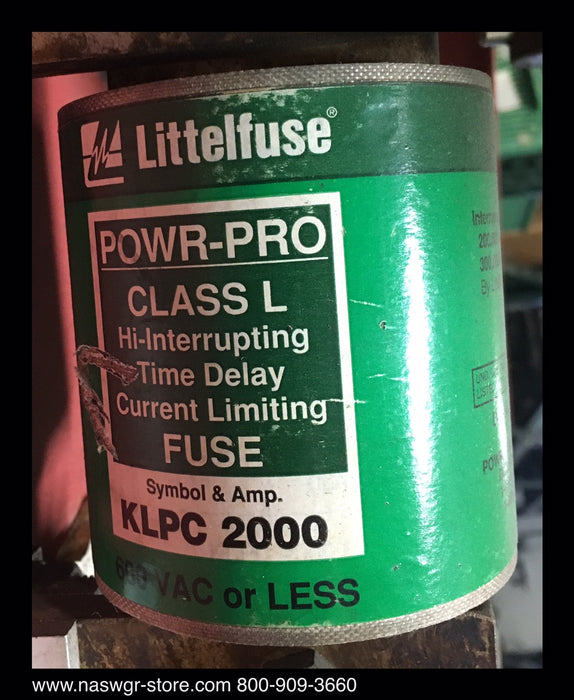 Littelfuse®
POWR-PRO
CLASS L
Hi-Interrupting
Time Delay
Current Limiting
FUSE
Symbol & Amp.
KLPC 2000
600 VAC or LESS
www.naswgr-store.com 800-909-3660